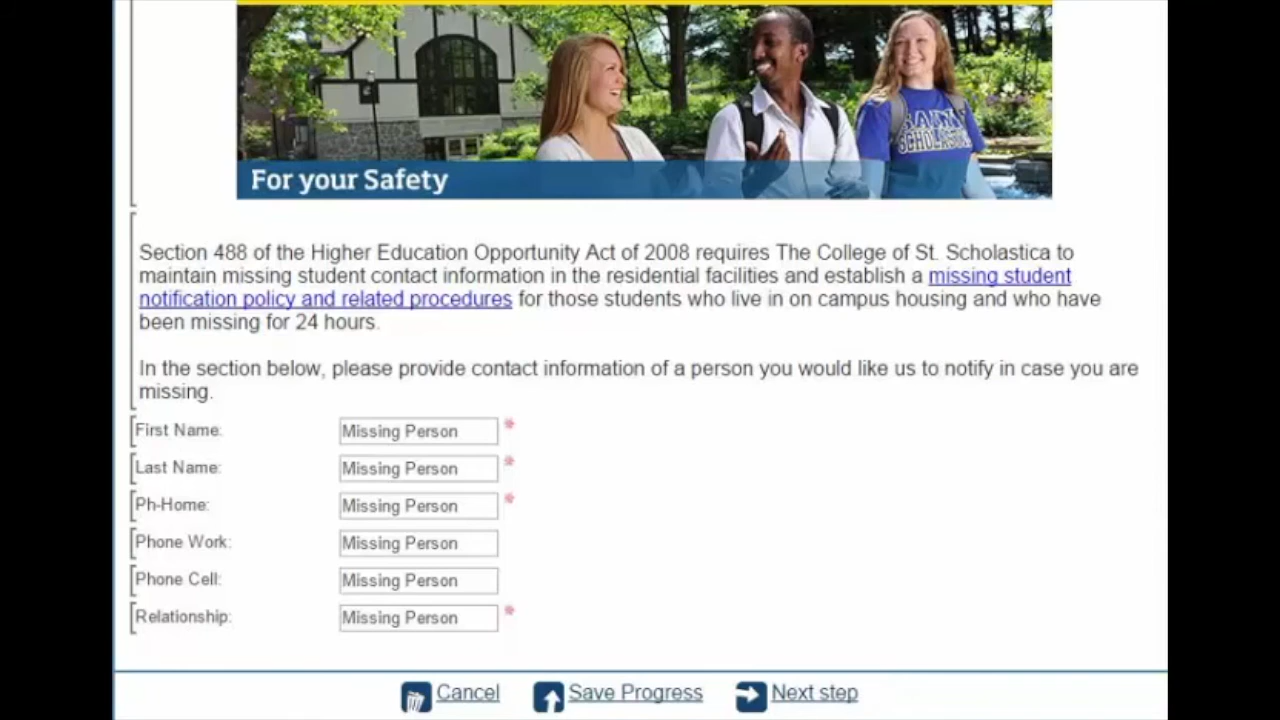 For your Safety
SAINTS
SCHOLASTICA
Section 488 of the Higher Education Opportunity Act of 2008 requires The College of St. Scholastica to
maintain missing student contact information in the residential facilities and establish a missing student
notification policy and related procedures for those students who live in on campus housing and who have
been missing for 24 hours.
In the section below, please provide contact information of a person you would like us to notify in case you are
missing.
First Name: Missing Person *
Last Name: Missing Person *
Ph-Home: Missing Person *
Phone Work: Missing Person
Phone Cell: Missing Person
Relationship: Missing Person *
Cancel Save Progress Next step